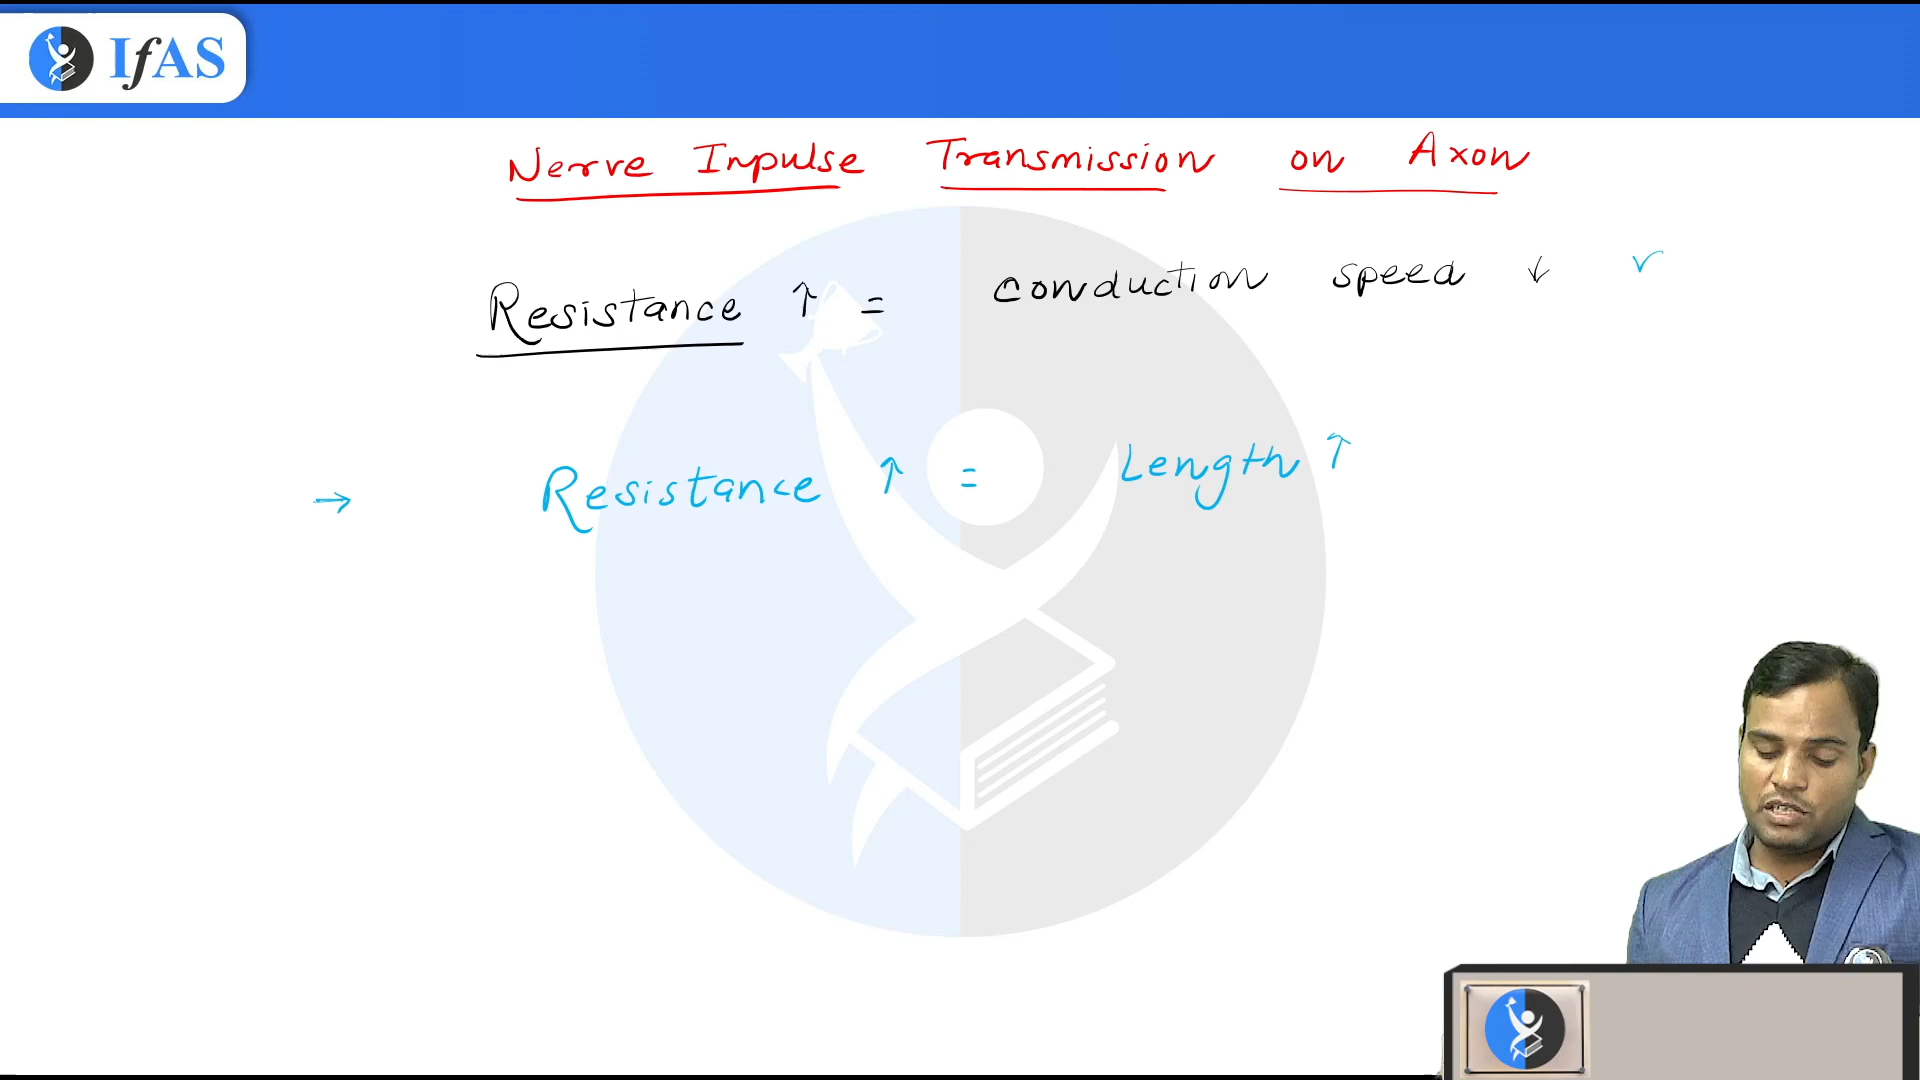 IfAS
Nerve Impulse Transmission on Axon
Resistance ↑ = conduction speed ↓ ✓
→ Resistance ↑ = Length ↑